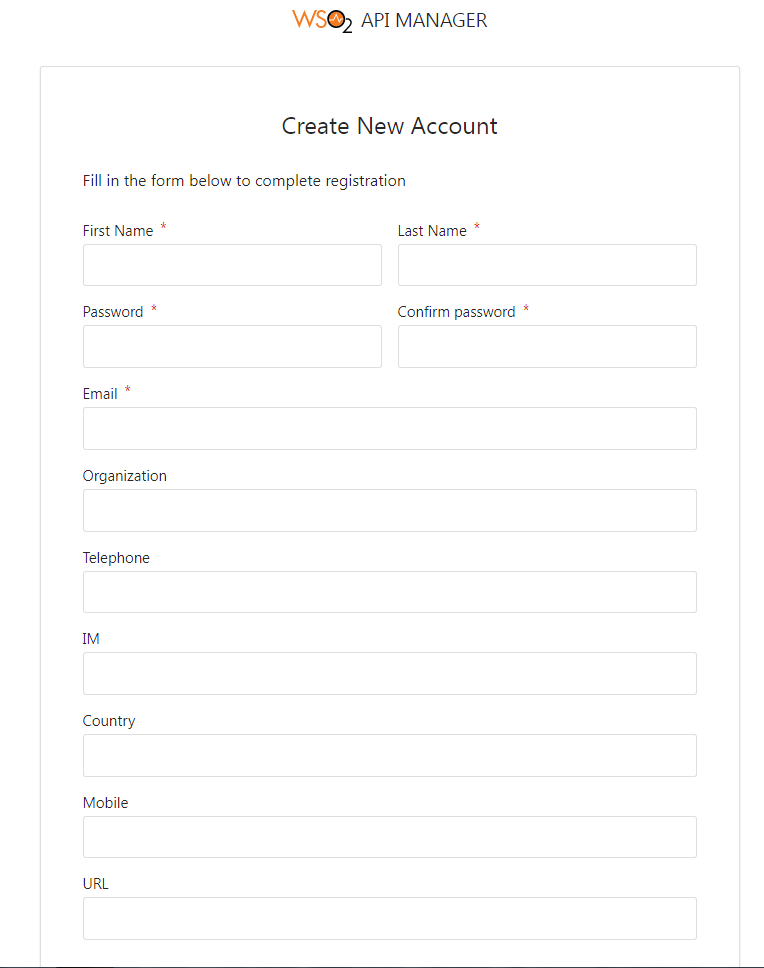 WSO2 API MANAGER
Create New Account
Fill in the form below to complete registration
First Name * Last Name *
Password * Confirm password *
Email *
Organization
Telephone
IM
Country
Mobile
URL